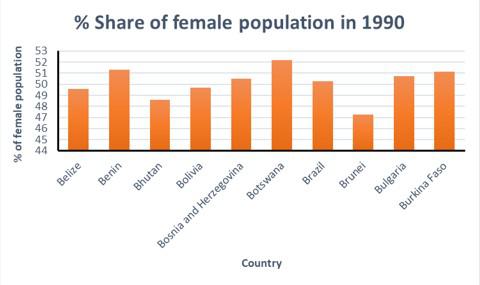 % Share of female population in 1990
% of female population
53
52
51
50
49
48
47
46
45
44
Belize
Benin
Bhutan
Bolivia
Bosnia and Herzegovina
Botswana
Brazil
Brunei
Bulgaria
Burkina Faso
Country